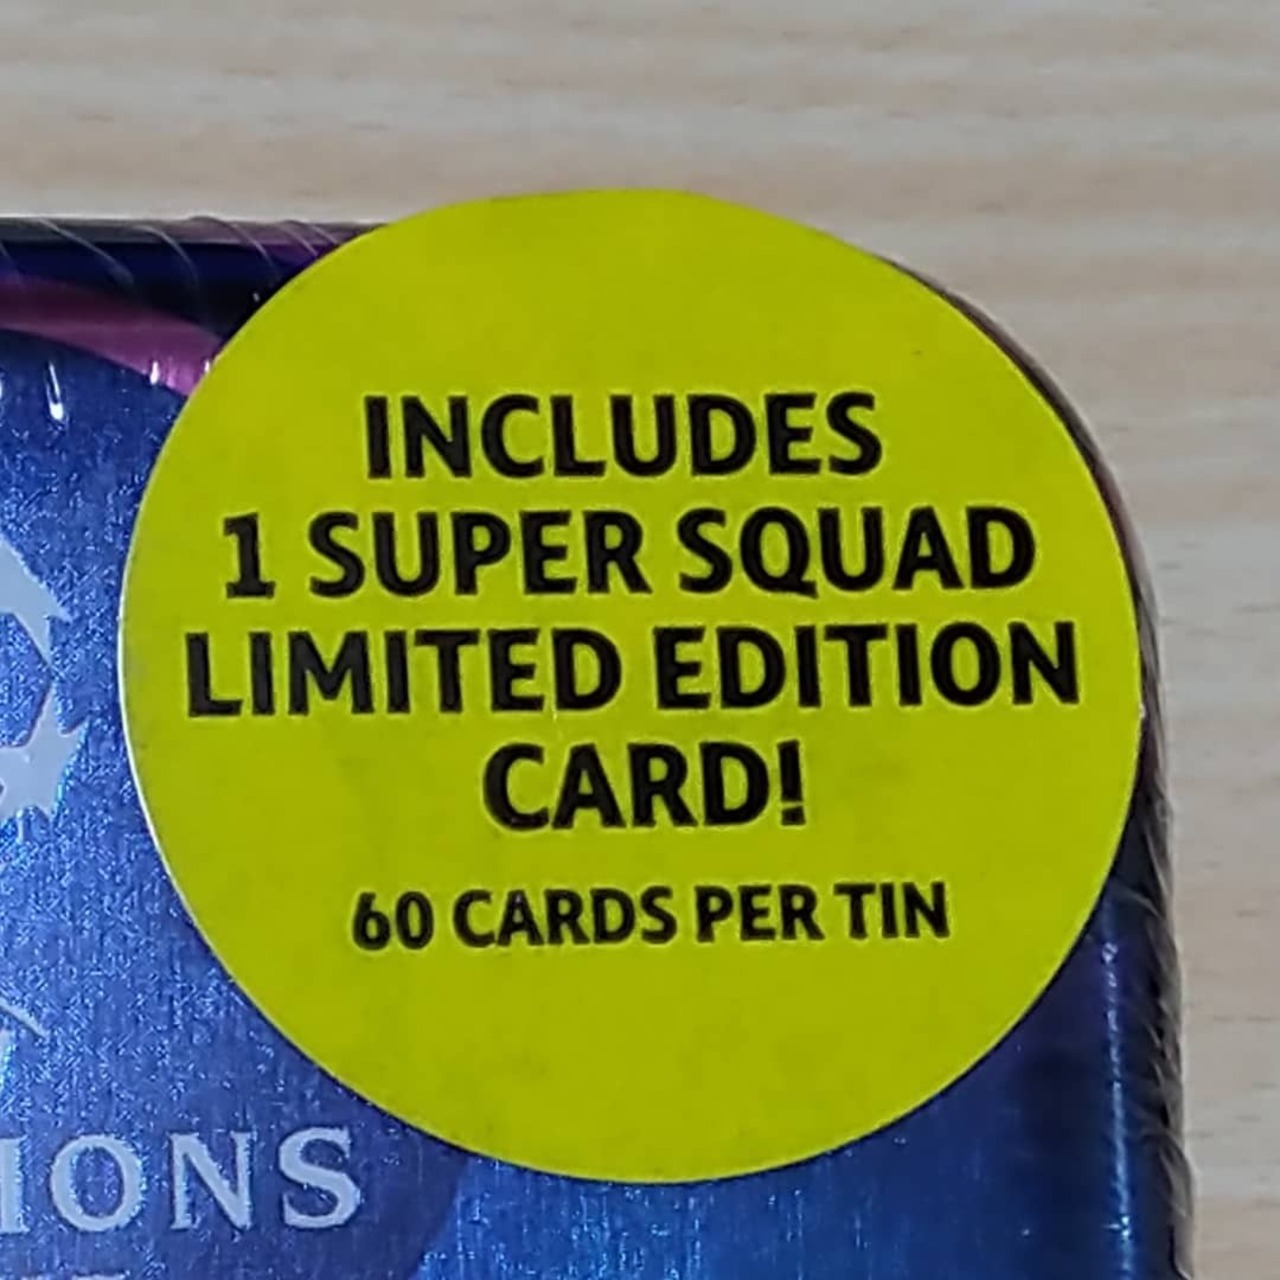 INCLUDES
1 SUPER SQUAD
LIMITED EDITION
CARD!
60 CARDS PER TIN
IONS